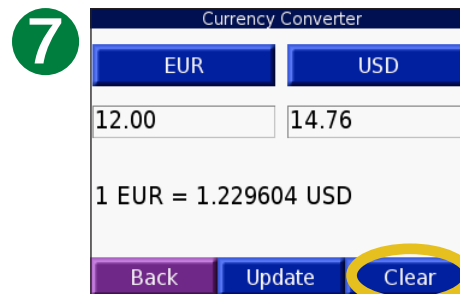 7
Currency Converter
EUR USD
12.00 14.76
1 EUR = 1.229604 USD
Back Update Clear